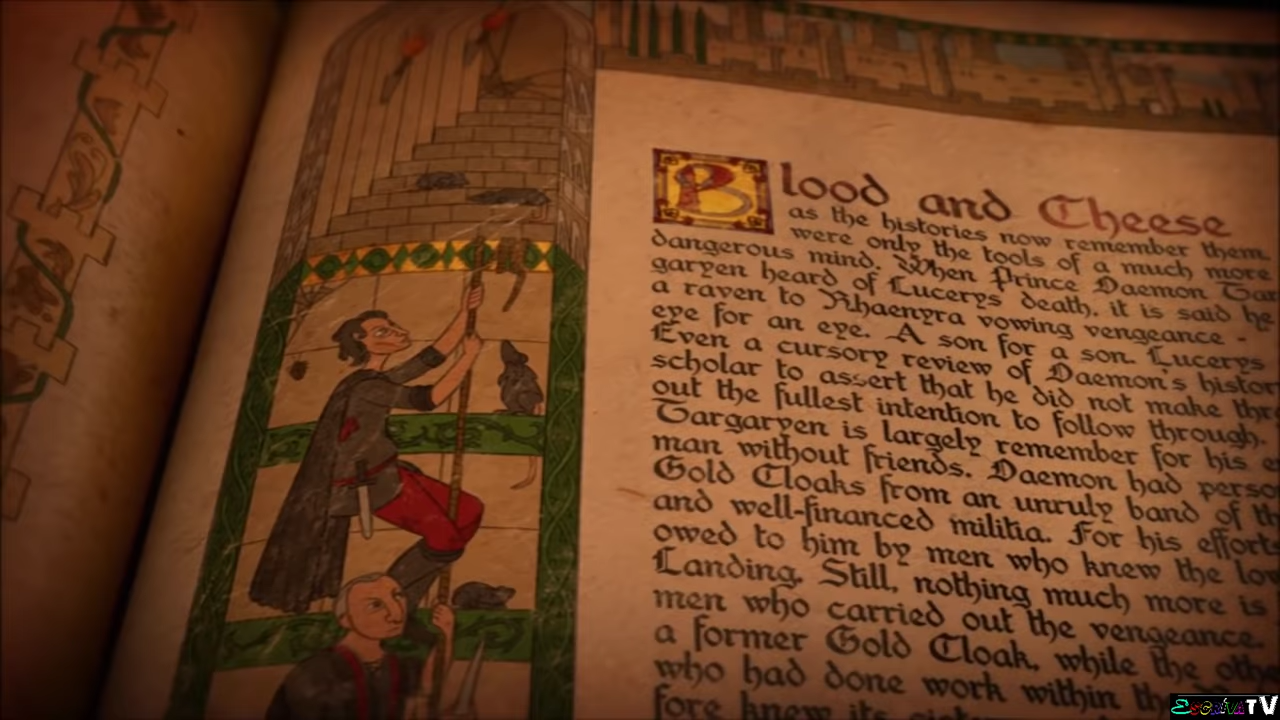 Blood and Cheese
as the histories now remember them,
were only the tools of a much more
dangerous mind. When Prince Daemon Tar
garyen heard of Lucerys death, it is said he
a raven to Rhaenyra vowing vengeance -
eye for an eye. A son for a son. Lucerys
Even a cursory review of Daemon's histor
scholar to assert that he did not make thr
out the fullest intention to follow through.
Targaryen is largely remember for his e
man without friends. Daemon had perso
Gold Cloaks from an unruly band of th
and well-financed militia. For his efforts
owed to him by men who knew the low
Landing. Still, nothing much more is
men who carried out the vengeance.
a former Gold Cloak, while the othe
who had done work within the
fore knew its
EscrivaTV